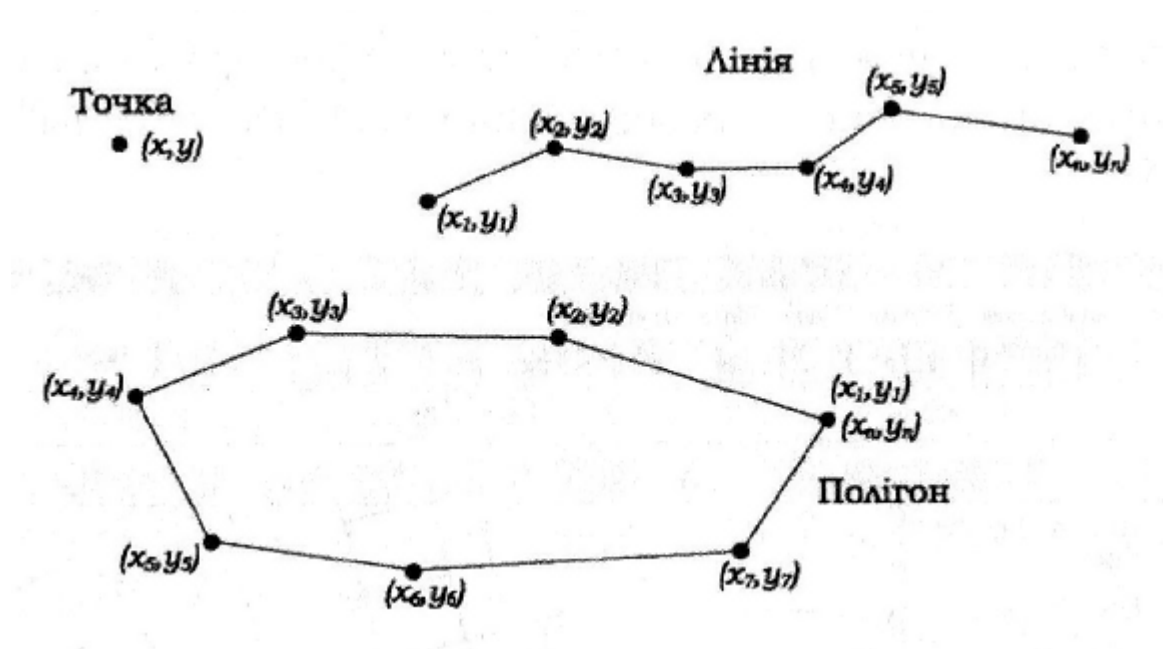 Точка
(x, y)
Лінія
(x₁, y₁)
(x₂, y₂)
(x₃, y₃)
(x₄, y₄)
(x₅, y₅)
(xₙ, yₙ)
(x₁, y₁)
(xₙ, yₙ)
(x₂, y₂)
(x₃, y₃)
(x₄, y₄)
(x₅, y₅)
(x₆, y₆)
(x₇, y₇)
Полігон